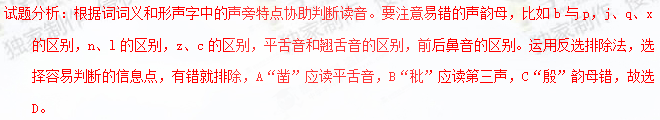 试题分析:根据词词义和形声字中的声旁特点协助判断读音。要注意易错的声韵母,比如b与p,j、q、x
的区别,n、l的区别,z、c的区别,平舌音和翘舌音的区别,前后鼻音的区别。运用反选排除法,选
择容易判断的信息点,有错就排除,A“凿”应读平舌音,B“秕”应读第三声,C“殷”韵母错,故选
D。